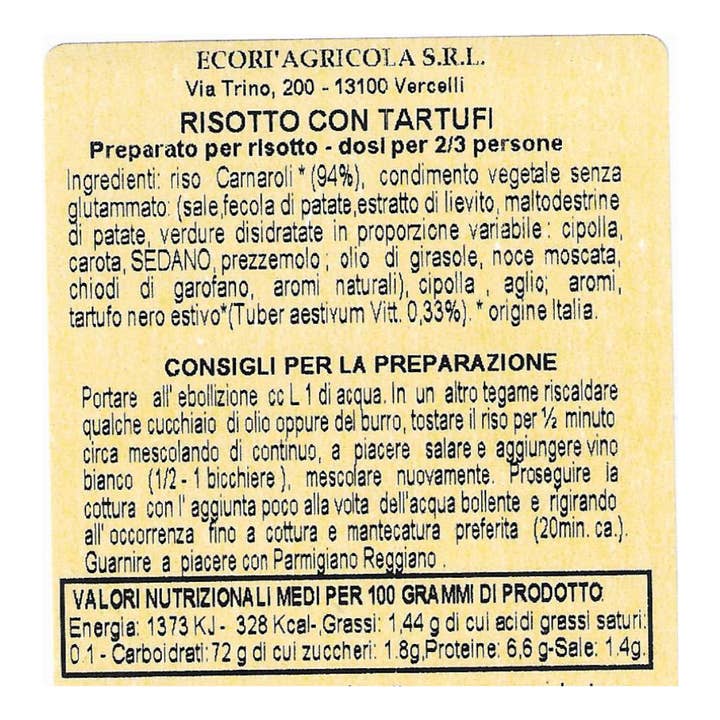 ECORI'AGRICOLA S.R.L.
Via Trino, 200 - 13100 Vercelli
RISOTTO CON TARTUFI
Preparato per risotto - dosi per 2/3 persone
Ingredienti: riso Carnaroli * (94%), condimento vegetale senza
glutammato: (sale,fecola di patate,estratto di lievito, maltodestrine
di patate, verdure disidratate in proporzione variabile : cipolla,
carota, SEDANO, prezzemolo ; olio di girasole, noce moscata,
chiodi di garofano, aromi naturali), cipolla , aglio; aromi,
tartufo nero estivo*(Tuber aestivum Vitt. 0,33%). * origine Italia.
CONSIGLI PER LA PREPARAZIONE
Portare all' ebollizione cc L 1 di acqua. In un altro tegame riscaldare
qualche cucchiaio di olio oppure del burro, tostare il riso per ½ minuto
circa mescolando di continuo, a piacere salare e aggiungere vino
bianco (1/2 - 1 bicchiere ), mescolare nuovamente. Proseguire la
cottura con l' aggiunta poco alla volta dell'acqua bollente e rigirando
all' occorrenza fino a cottura e mantecatura preferita (20min. ca.).
Guarnire a piacere con Parmigiano Reggiano .
VALORI NUTRIZIONALI MEDI PER 100 GRAMMI DI PRODOTTO:
Energia: 1373 KJ - 328 Kcal-,Grassi: 1,44 g di cui acidi grassi saturi:
0.1 - Carboidrati: 72 g di cui zuccheri: 1.8g,Proteine: 6,6 g-Sale: 1.4g.